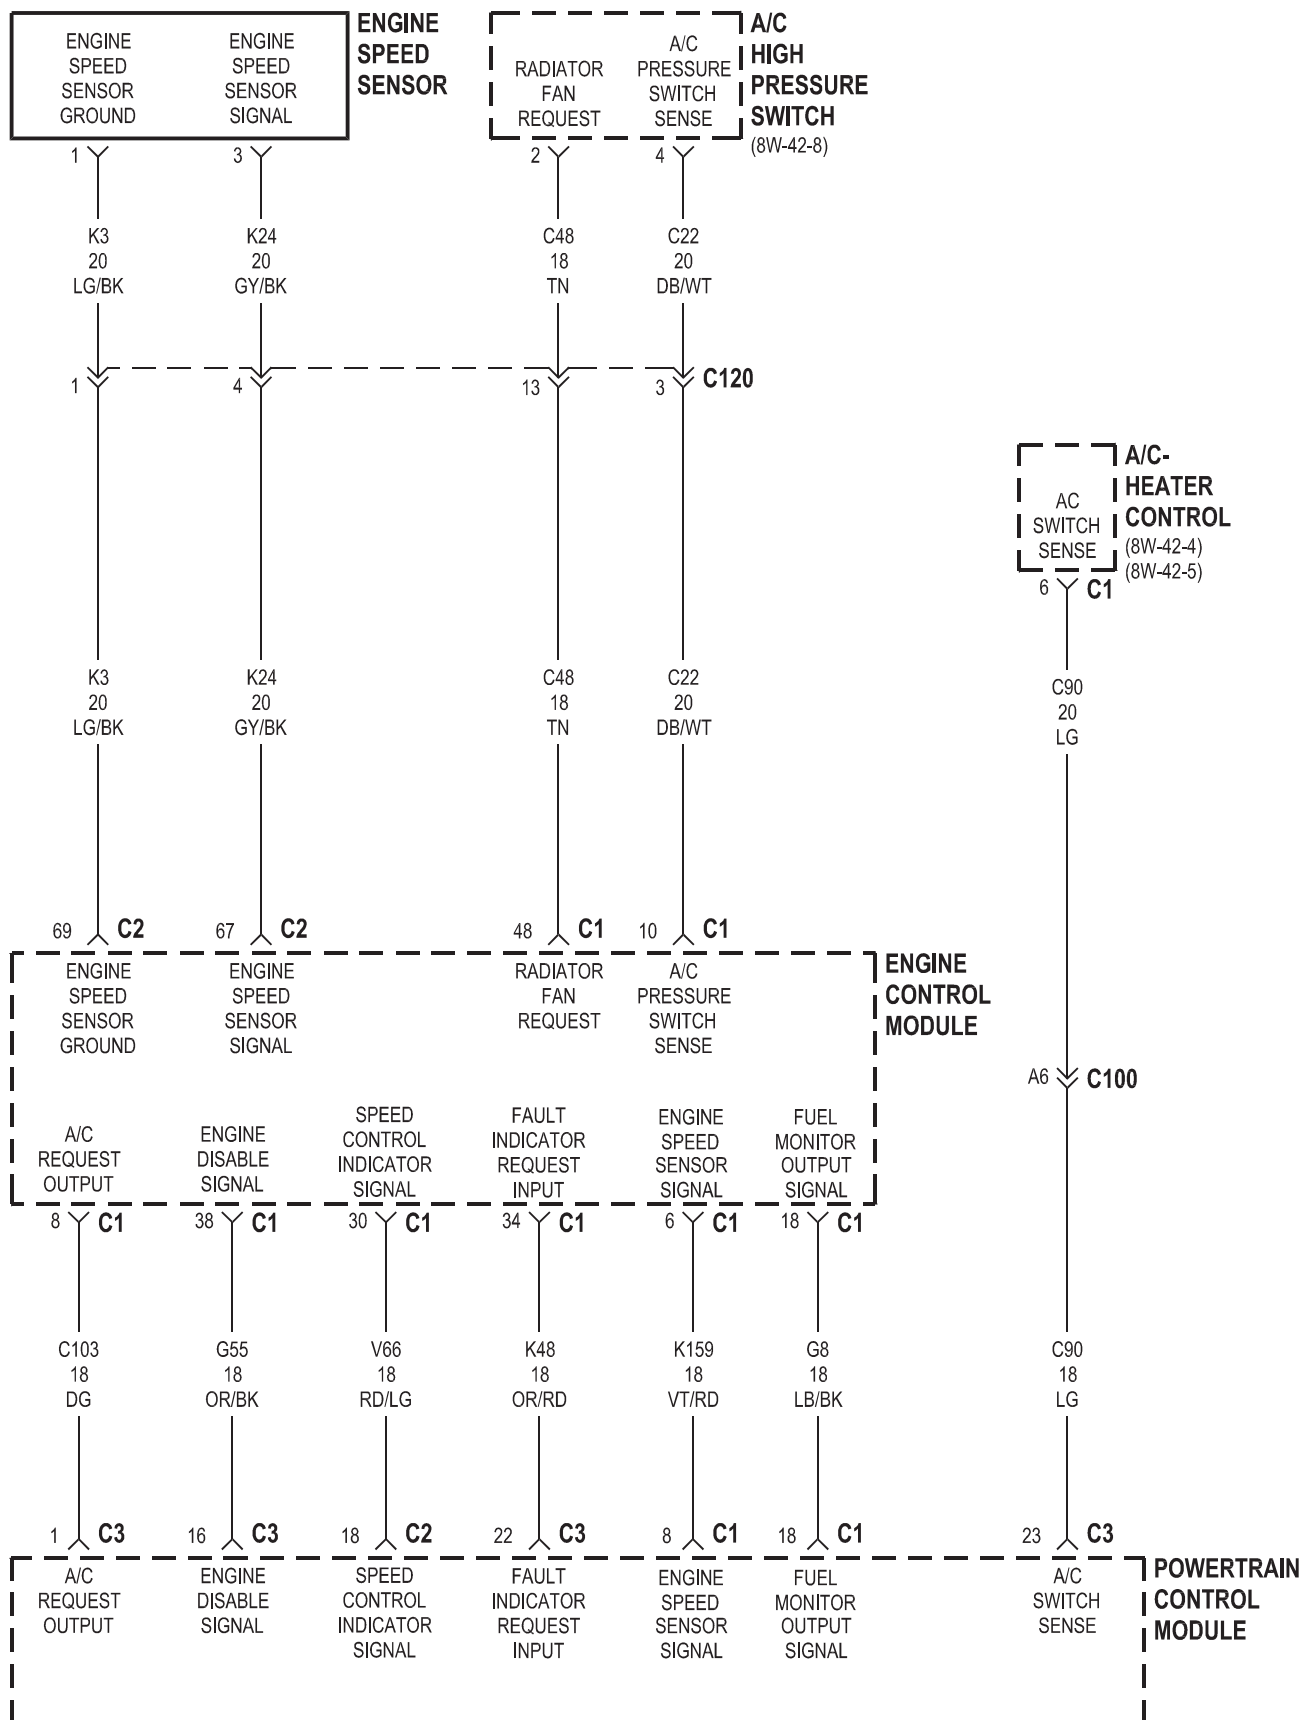 ENGINE
SPEED
SENSOR
GROUND
ENGINE
SPEED
SENSOR
SIGNAL
ENGINE
SPEED
SENSOR
RADIATOR
FAN
REQUEST
A/C
PRESSURE
SWITCH
SENSE
A/C
HIGH
PRESSURE
SWITCH
(8W-42-8)
1
3
2
4
K3
20
LG/BK
K24
20
GY/BK
C48
18
TN
C22
20
DB/WT
1
4
13
3
C120
A/C-
HEATER
CONTROL
(8W-42-4)
(8W-42-5)
AC
SWITCH
SENSE
6
C1
K3
20
LG/BK
K24
20
GY/BK
C48
18
TN
C22
20
DB/WT
C90
20
LG
69
C2
67
C2
48
C1
10
C1
ENGINE
SPEED
SENSOR
GROUND
ENGINE
SPEED
SENSOR
SIGNAL
RADIATOR
FAN
REQUEST
A/C
PRESSURE
SWITCH
SENSE
ENGINE
CONTROL
MODULE
A6
C100
A/C
REQUEST
OUTPUT
ENGINE
DISABLE
SIGNAL
SPEED
CONTROL
INDICATOR
SIGNAL
FAULT
INDICATOR
REQUEST
INPUT
ENGINE
SPEED
SENSOR
SIGNAL
FUEL
MONITOR
OUTPUT
SIGNAL
8
C1
38
C1
30
C1
34
C1
6
C1
18
C1
C103
18
DG
G55
18
OR/BK
V66
18
RD/LG
K48
18
OR/RD
K159
18
VT/RD
G8
18
LB/BK
C90
18
LG
1
C3
16
C3
18
C2
22
C3
8
C1
18
C1
23
C3
A/C
REQUEST
OUTPUT
ENGINE
DISABLE
SIGNAL
SPEED
CONTROL
INDICATOR
SIGNAL
FAULT
INDICATOR
REQUEST
INPUT
ENGINE
SPEED
SENSOR
SIGNAL
FUEL
MONITOR
OUTPUT
SIGNAL
A/C
SWITCH
SENSE
POWERTRAIN
CONTROL
MODULE